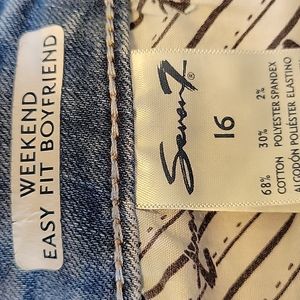 WEEKEND
EASY FIT BOYFRIEND
Seven7®
16
68% 30% 2%
COTTON POLYESTER SPANDEX
ALGODÓN POLIÉSTER ELASTINO